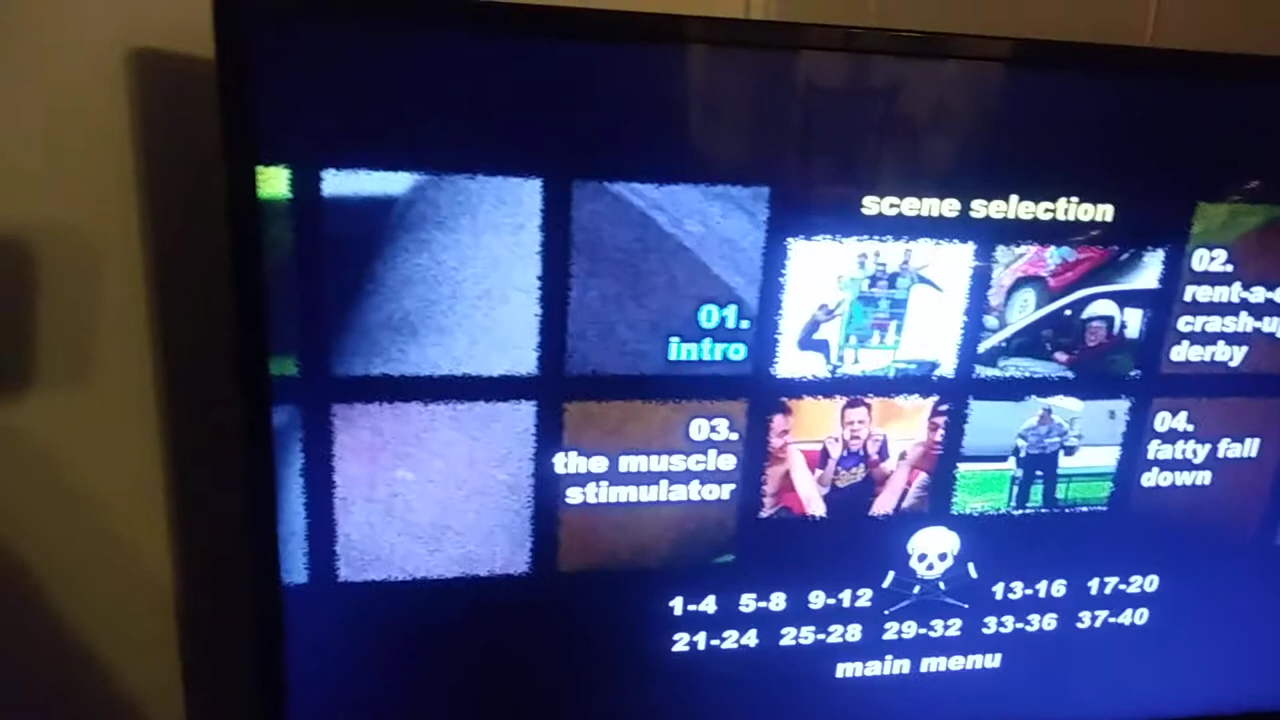 scene selection
01.
intro
02.
rent-a-
crash-u
derby
03.
the muscle
stimulator
04.
fatty fall
down
1-4 5-8 9-12 13-16 17-20
21-24 25-28 29-32 33-36 37-40
main menu